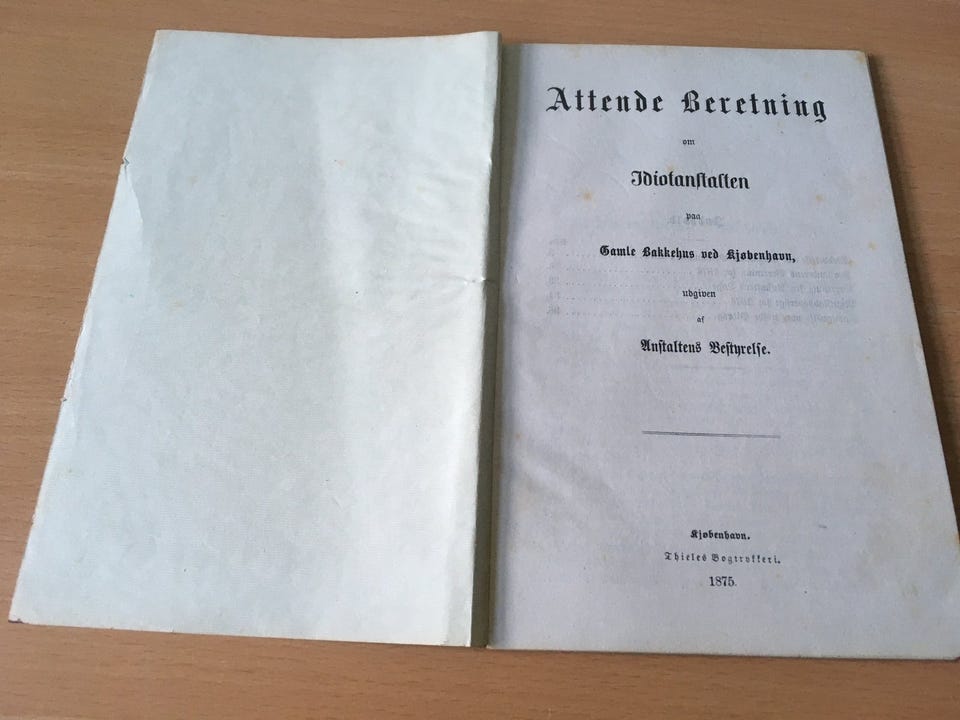 Attende Beretning
om
Idiotanstalten
paa
Gamle Bakkehus ved Kjøbenhavn,
udgiven
af
Anstaltens Bestyrelse.
Kjøbenhavn.
Thieles Bogtrykkeri.
1875.